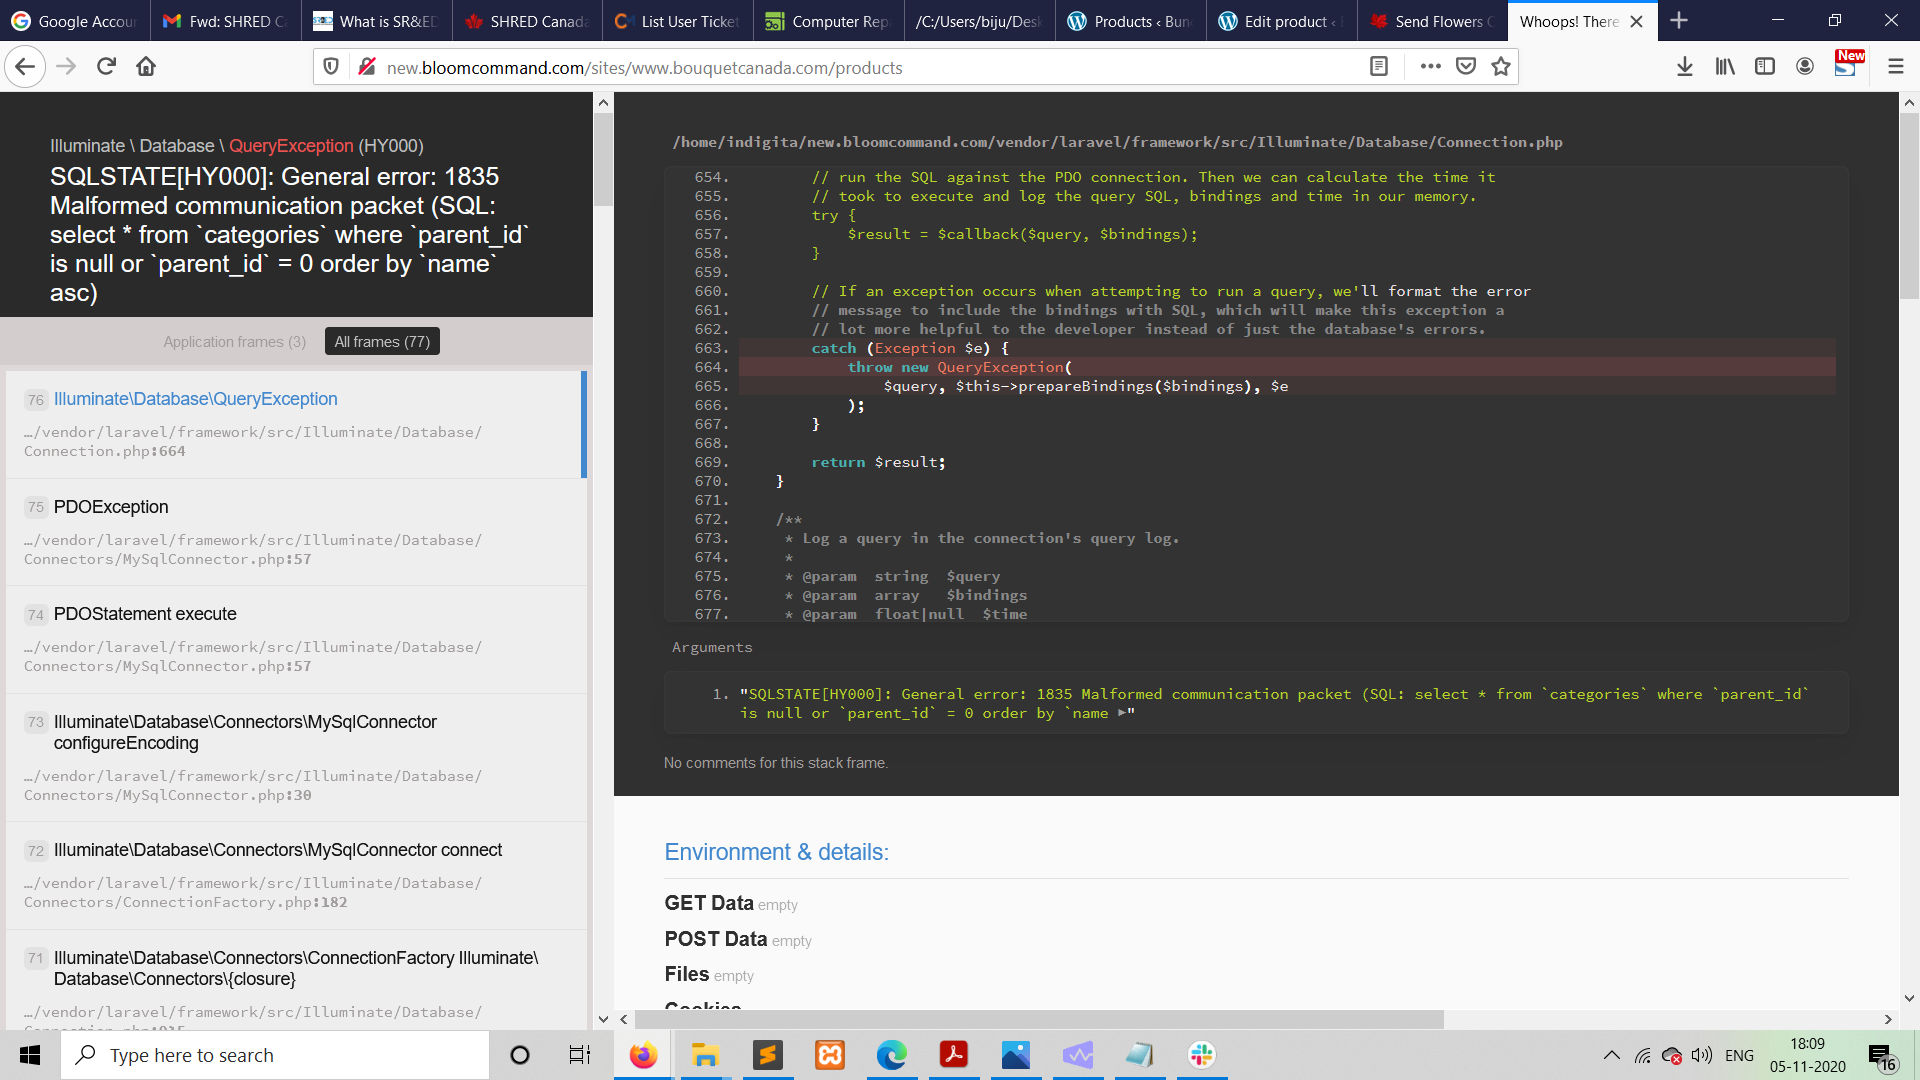 Google Accou
Fwd: SHRED C
What is SR&ED
SHRED Canada
List User Ticket
Computer Rep
/C:/Users/biju/Desk
Products ‹ Bun
Edit product ‹
Send Flowers C
Whoops! There
new.bloomcommand.com/sites/www.bouquetcanada.com/products
New
Illuminate \ Database \ QueryException (HY000)
SQLSTATE[HY000]: General error: 1835
Malformed communication packet (SQL:
select * from `categories` where `parent_id`
is null or `parent_id` = 0 order by `name`
asc)
Application frames (3)
All frames (77)
76 Illuminate\Database\QueryException
…/vendor/laravel/framework/src/Illuminate/Database/
Connection.php:664
75 PDOException
…/vendor/laravel/framework/src/Illuminate/Database/
Connectors/MySqlConnector.php:57
74 PDOStatement execute
…/vendor/laravel/framework/src/Illuminate/Database/
Connectors/MySqlConnector.php:57
73 Illuminate\Database\Connectors\MySqlConnector
configureEncoding
…/vendor/laravel/framework/src/Illuminate/Database/
Connectors/MySqlConnector.php:30
72 Illuminate\Database\Connectors\MySqlConnector connect
…/vendor/laravel/framework/src/Illuminate/Database/
Connectors/ConnectionFactory.php:182
71 Illuminate\Database\Connectors\ConnectionFactory Illuminate\
Database\Connectors\{closure}
…/vendor/laravel/framework/src/Illuminate/Database/
/home/indigita/new.bloomcommand.com/vendor/laravel/framework/src/Illuminate/Database/Connection.php
654. // run the SQL against the PDO connection. Then we can calculate the time it
655. // took to execute and log the query SQL, bindings and time in our memory.
656. try {
657. $result = $callback($query, $bindings);
658. }
659.
660. // If an exception occurs when attempting to run a query, we'll format the error
661. // message to include the bindings with SQL, which will make this exception a
662. // lot more helpful to the developer instead of just the database's errors.
663. catch (Exception $e) {
664. throw new QueryException(
665. $query, $this->prepareBindings($bindings), $e
666. );
667. }
668.
669. return $result;
670. }
671.
672. /**
673. * Log a query in the connection's query log.
674. *
675. * @param string $query
676. * @param array $bindings
677. * @param float|null $time
Arguments
1. "SQLSTATE[HY000]: General error: 1835 Malformed communication packet (SQL: select * from `categories` where `parent_id`
is null or `parent_id` = 0 order by `name ▶"
No comments for this stack frame.
Environment & details:
GET Data empty
POST Data empty
Files empty
Cookies
Type here to search
ENG
18:09
05-11-2020
16